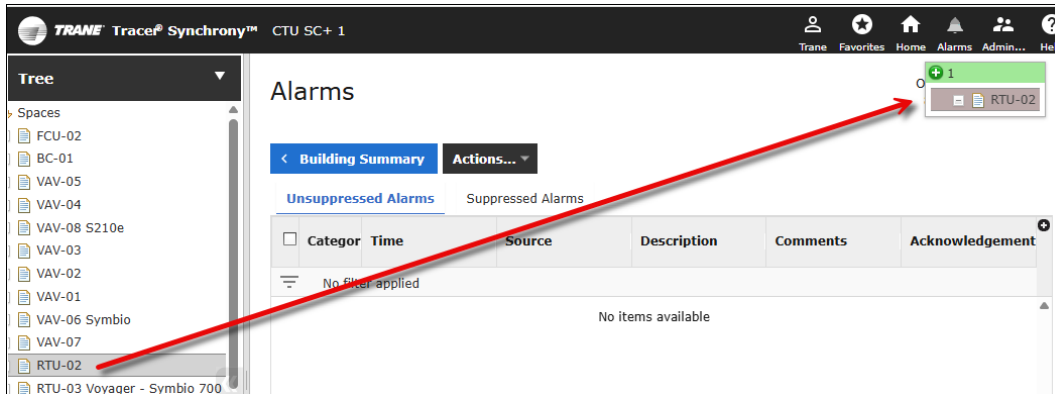 TRANE Tracer® Synchrony™ CTU SC+ 1
Trane Favorites Home Alarms Admin... He
Tree
Spaces
FCU-02
BC-01
VAV-05
VAV-04
VAV-08 S210e
VAV-03
VAV-02
VAV-01
VAV-06 Symbio
VAV-07
RTU-02
RTU-03 Voyager - Symbio 700
Alarms
1
RTU-02
< Building Summary
Actions...
Unsuppressed Alarms Suppressed Alarms
Categor Time Source Description Comments Acknowledgement
No filter applied
No items available